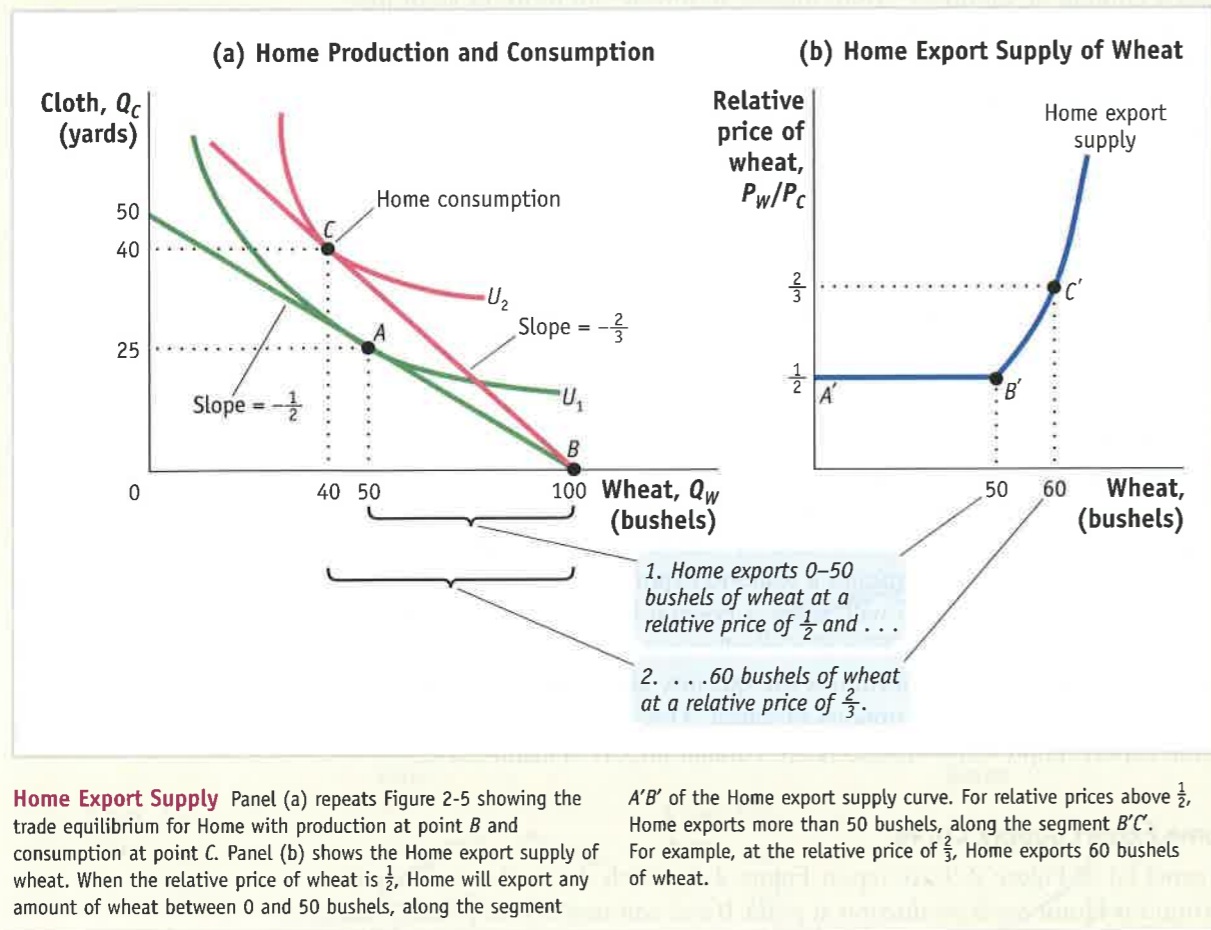 (a) Home Production and Consumption
Cloth, Q_C
(yards)
50
40
25
0
40 50
100
Wheat, Q_W
(bushels)
Home consumption
C
A
B
U_2
U_1
Slope = -2/3
Slope = -1/2
(b) Home Export Supply of Wheat
Relative
price of
wheat,
P_W/P_C
Home export
supply
2/3
1/2
A'
B'
C'
50
60
Wheat,
(bushels)
1. Home exports 0–50
bushels of wheat at a
relative price of 1/2 and . . .
2. . . .60 bushels of wheat
at a relative price of 2/3.
Home Export Supply Panel (a) repeats Figure 2-5 showing the
trade equilibrium for Home with production at point B and
consumption at point C. Panel (b) shows the Home export supply of
wheat. When the relative price of wheat is 1/2, Home will export any
amount of wheat between 0 and 50 bushels, along the segment
A'B' of the Home export supply curve. For relative prices above 1/2,
Home exports more than 50 bushels, along the segment B'C'.
For example, at the relative price of 2/3, Home exports 60 bushels
of wheat.